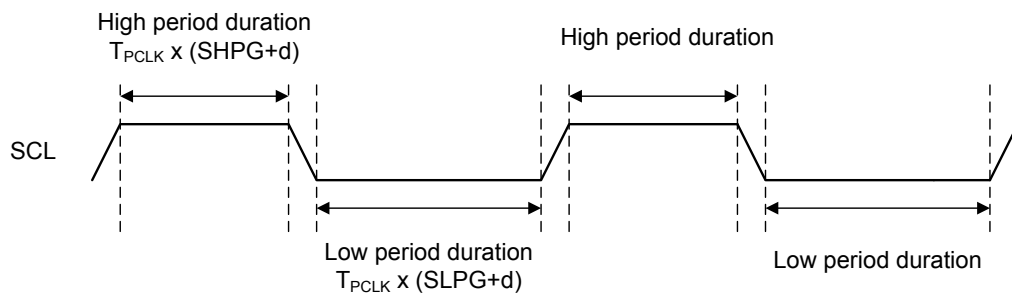 High period duration
TPCLK x (SHPG+d)
High period duration
SCL
Low period duration
TPCLK x (SLPG+d)
Low period duration